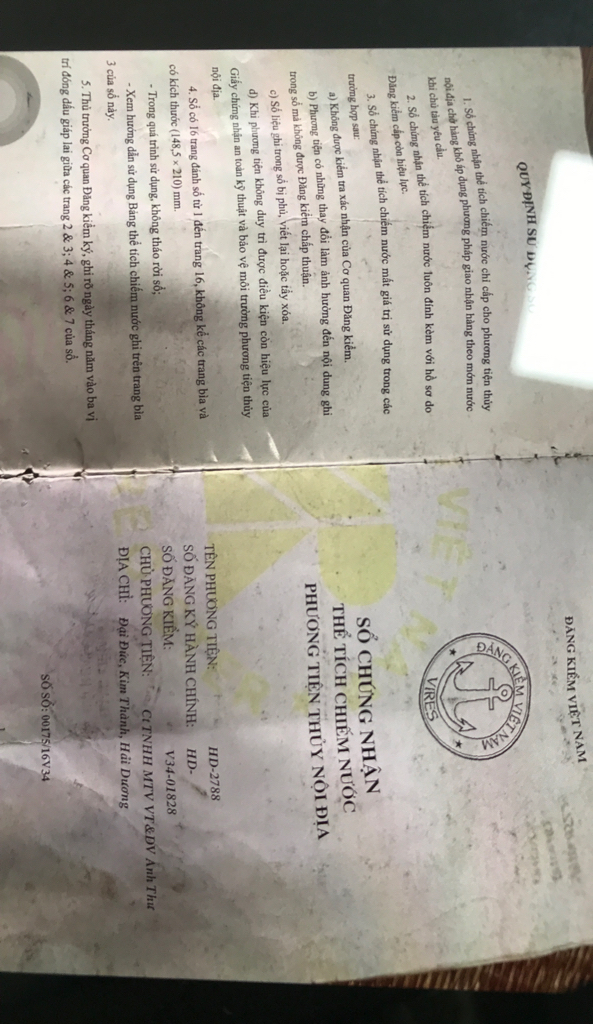 QUY ĐỊNH SỬ DỤNG
1. Sổ chứng nhận thể tích chiếm nước chỉ cấp cho phương tiện thủy
nội địa chở hàng khô áp dụng phương pháp giao nhận hàng theo mớn nước
khi chủ tàu yêu cầu.
2. Sổ chứng nhận thể tích chiếm nước luôn đính kèm với hồ sơ do
Đăng kiểm cấp còn hiệu lực.
3. Sổ chứng nhận thể tích chiếm nước mất giá trị sử dụng trong các
trường hợp sau:
a) Không được kiểm tra xác nhận của Cơ quan Đăng kiểm.
b) Phương tiện có những thay đổi làm ảnh hưởng đến nội dung ghi
trong sổ mà không được Đăng kiểm chấp thuận.
c) Số liệu ghi trong sổ bị phủ, viết lại hoặc tẩy xóa.
d) Khi phương tiện không duy trì được điều kiện còn hiệu lực của
Giấy chứng nhận an toàn kỹ thuật và bảo vệ môi trường phương tiện thủy
nội địa.
4. Sổ có 16 trang đánh số từ 1 đến trang 16, không kể các trang bìa và
có kích thước (148,5 × 210) mm.
- Trong quá trình sử dụng, không tháo rời sổ;
- Xem hướng dẫn sử dụng Bảng thể tích chiếm nước ghi trên trang bìa
3 của sổ này.
5. Thủ trưởng Cơ quan Đăng kiểm ký, ghi rõ ngày tháng năm vào ba vị
trí đóng dấu giáp lai giữa các trang 2 & 3; 4 & 5; 6 & 7 của sổ.
ĐĂNG KIỂM VIỆT NAM
ĐĂNG KIỂM VIỆT NAM
VIRES
VIỆT NA
SỔ CHỨNG NHẬN
THỂ TÍCH CHIẾM NƯỚC
PHƯƠNG TIỆN THỦY NỘI ĐỊA
TÊN PHƯƠNG TIỆN: HD-2788
SỐ ĐĂNG KÝ HÀNH CHÍNH: HD-
SỐ ĐĂNG KIỂM: V34-01828
CHỦ PHƯƠNG TIỆN: Ct TNHH MTV VT&DV Anh Thư
ĐỊA CHỈ: Đại Đức, Kim Thành, Hải Dương
SỐ SỔ: 00175/16V34